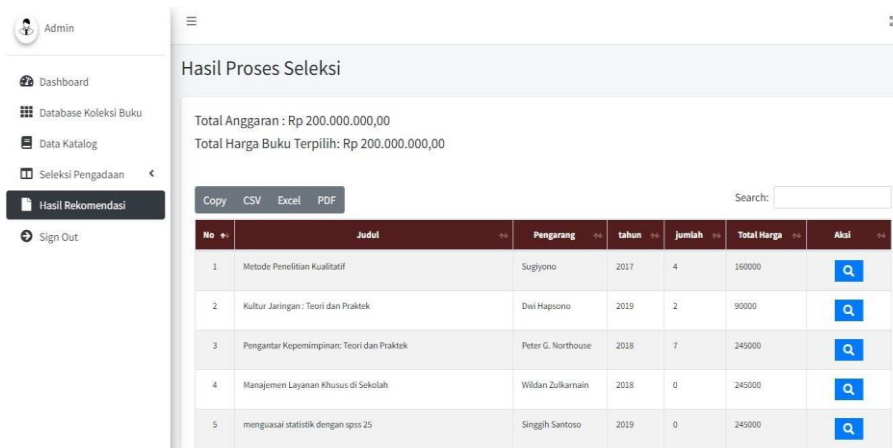 Admin
Dashboard
Database Koleksi Buku
Data Katalog
Seleksi Pengadaan
Hasil Rekomendasi
Sign Out
Hasil Proses Seleksi
Total Anggaran : Rp 200.000.000,00
Total Harga Buku Terpilih: Rp 200.000.000,00
Copy CSV Excel PDF
Search:
No Judul Pengarang tahun jumlah Total Harga Aksi
1 Metode Penelitian Kualitatif Sugiyono 2017 4 160000
2 Kultur Jaringan : Teori dan Praktek Dwi Hapsono 2019 2 90000
3 Pengantar Kepemimpinan: Teori dan Praktek Peter G. Northouse 2018 7 245000
4 Manajemen Layanan Khusus di Sekolah Wildan Zulkarnain 2018 0 245000
5 menguasai statistik dengan spss 25 Singgih Santoso 2019 0 245000